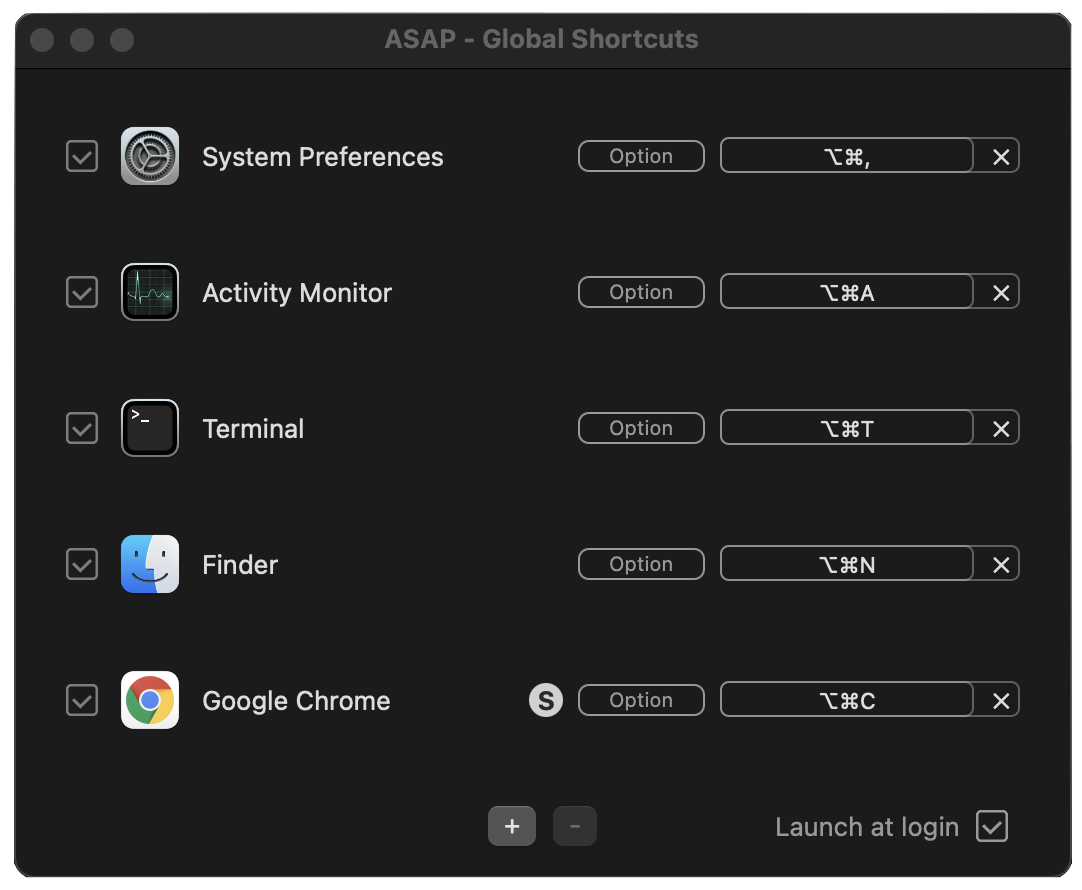 ASAP - Global Shortcuts
System Preferences Option ⌥⌘, ×
Activity Monitor Option ⌥⌘A ×
>_
Terminal Option ⌥⌘T ×
Finder Option ⌥⌘N ×
Google Chrome S Option ⌥⌘C ×
+ -
Launch at login